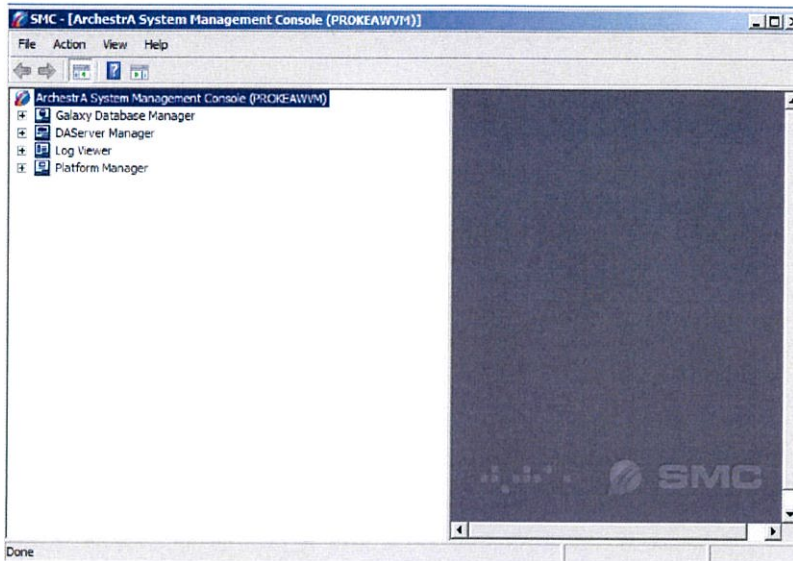 SMC - [ArchestrA System Management Console (PROKEAWVM)]
File Action View Help
ArchestrA System Management Console (PROKEAWVM)
Galaxy Database Manager
DAServer Manager
Log Viewer
Platform Manager
SMC
Done